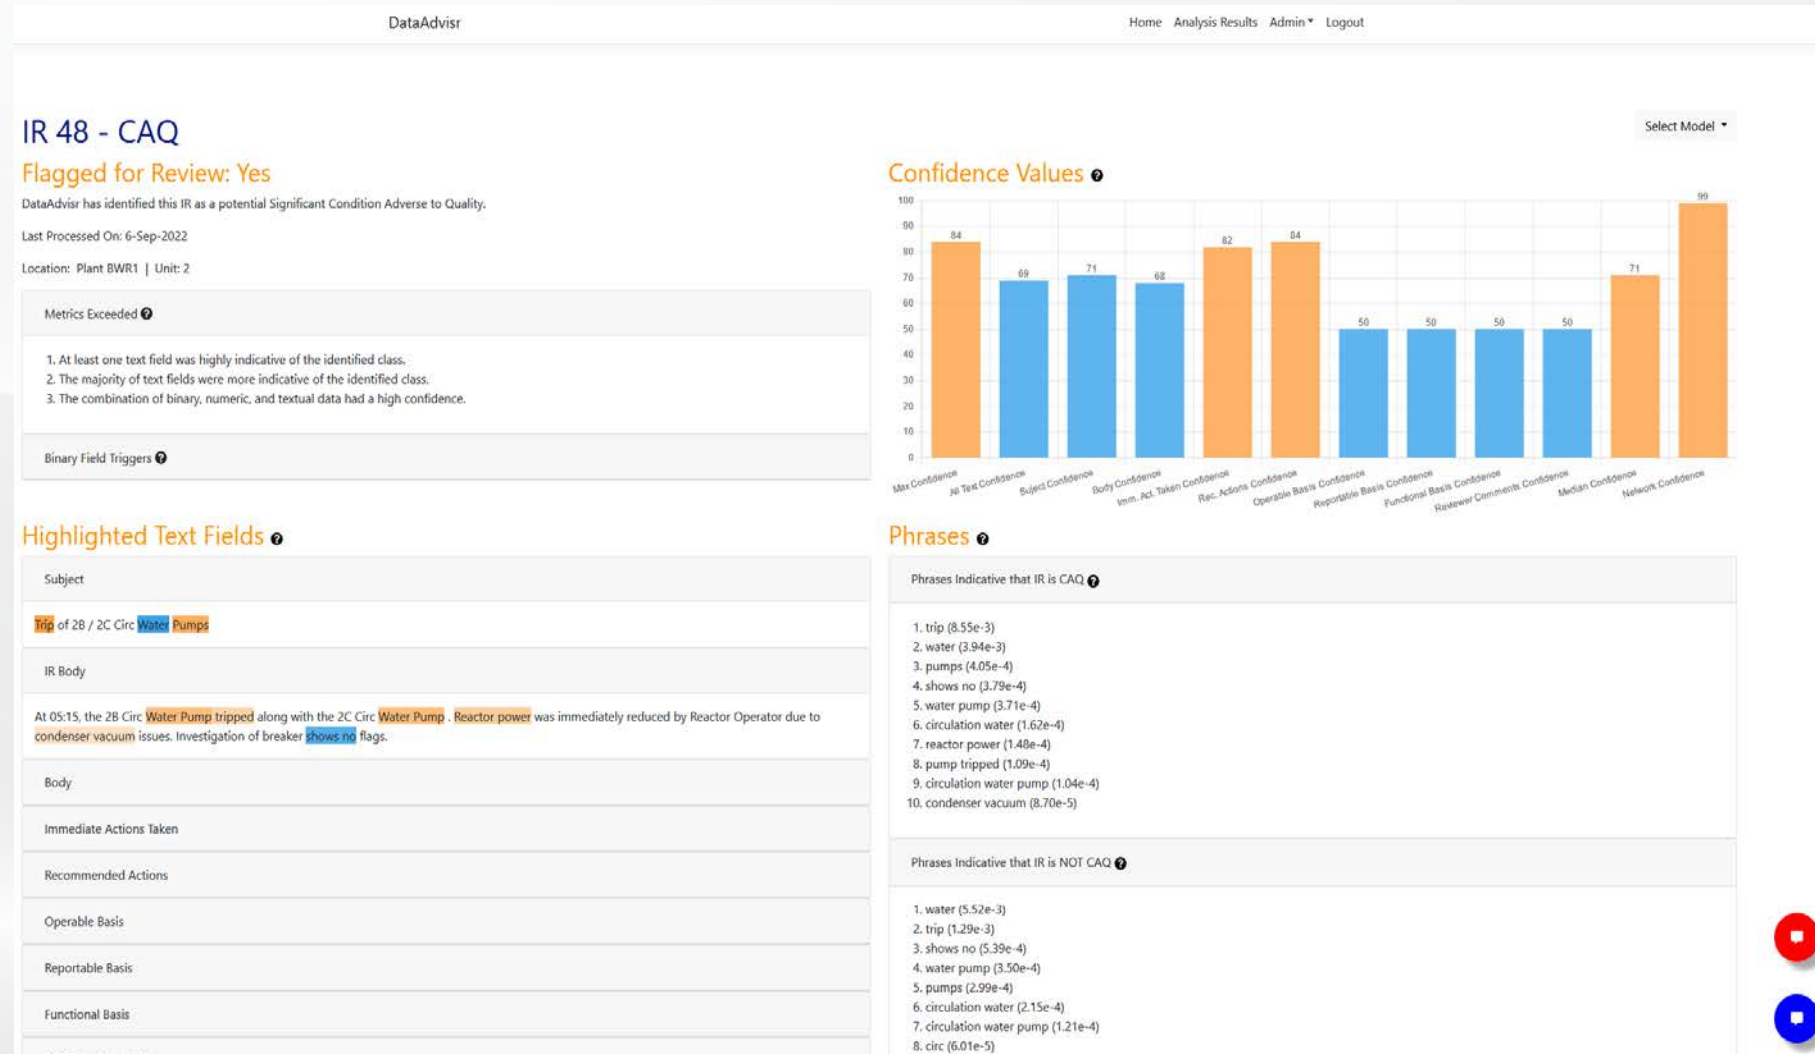 DataAdvisr
Home Analysis Results Admin Logout
IR 48 - CAQ
Select Model
Flagged for Review: Yes
DataAdvisr has identified this IR as a potential Significant Condition Adverse to Quality.
Last Processed On: 6-Sep-2022
Location: Plant BWR1 | Unit: 2
Metrics Exceeded
1. At least one text field was highly indicative of the identified class.
2. The majority of text fields were more indicative of the identified class.
3. The combination of binary, numeric, and textual data had a high confidence.
Binary Field Triggers
Confidence Values
100
90
80
70
60
50
40
30
20
10
0
84
69
71
68
82
84
50
50
50
50
71
99
Max Confidence
All Text Confidence
Buject Confidence
Body Confidence
Imm. Act. Taken Confidence
Rec. Actions Confidence
Operable Basis Confidence
Reportable Basis Confidence
Functional Basis Confidence
Reviewer Comments Confidence
Median Confidence
Network Confidence
Highlighted Text Fields
Subject
Trip of 2B / 2C Circ Water Pumps
IR Body
At 05:15, the 2B Circ Water Pump tripped along with the 2C Circ Water Pump . Reactor power was immediately reduced by Reactor Operator due to
condenser vacuum issues. Investigation of breaker shows no flags.
Body
Immediate Actions Taken
Recommended Actions
Operable Basis
Reportable Basis
Functional Basis
Phrases
Phrases Indicative that IR is CAQ
1. trip (8.55e-3)
2. water (3.94e-3)
3. pumps (4.05e-4)
4. shows no (3.79e-4)
5. water pump (3.71e-4)
6. circulation water (1.62e-4)
7. reactor power (1.48e-4)
8. pump tripped (1.09e-4)
9. circulation water pump (1.04e-4)
10. condenser vacuum (8.70e-5)
Phrases Indicative that IR is NOT CAQ
1. water (5.52e-3)
2. trip (1.29e-3)
3. shows no (5.39e-4)
4. water pump (3.50e-4)
5. pumps (2.99e-4)
6. circulation water (2.15e-4)
7. circulation water pump (1.21e-4)
8. circ (6.01e-5)